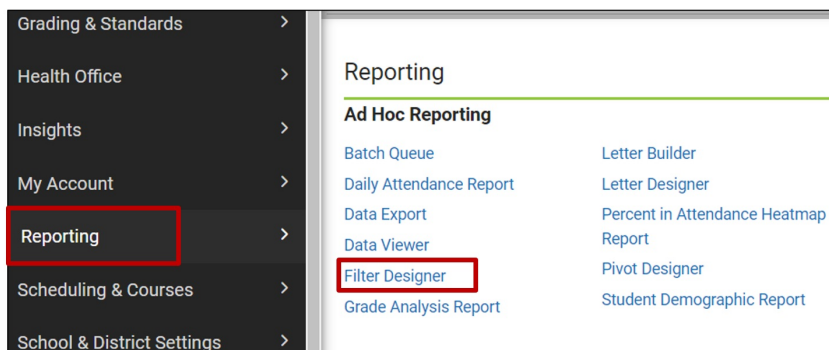 Grading & Standards
Health Office
Insights
My Account
Reporting
Scheduling & Courses
School & District Settings
Reporting
Ad Hoc Reporting
Batch Queue
Daily Attendance Report
Data Export
Data Viewer
Filter Designer
Grade Analysis Report
Letter Builder
Letter Designer
Percent in Attendance Heatmap
Report
Pivot Designer
Student Demographic Report